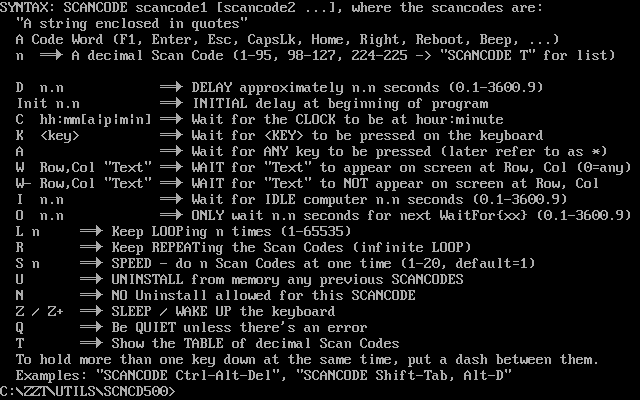 SYNTAX: SCANCODE scancode1 [scancode2 ...], where the scancodes are:
"A string enclosed in quotes"
A Code Word (F1, Enter, Esc, CapsLk, Home, Right, Reboot, Beep, ...)
n ==> A decimal Scan Code (1-95, 98-127, 224-225 -> "SCANCODE T" for list)
D n.n ==> DELAY approximately n.n seconds (0.1-3600.9)
Init n.n ==> INITIAL delay at beginning of program
C hh:mm[a|p|m|n] ==> Wait for the CLOCK to be at hour:minute
K <key> ==> Wait for <KEY> to be pressed on the keyboard
A ==> Wait for ANY key to be pressed (later refer to as *)
W Row,Col "Text" ==> WAIT for "Text" to appear on screen at Row, Col (0=any)
W- Row,Col "Text" ==> WAIT for "Text" to NOT appear on screen at Row, Col
I n.n ==> Wait for IDLE computer n.n seconds (0.1-3600.9)
O n.n ==> ONLY wait n.n seconds for next WaitFor{xx} (0.1-3600.9)
L n ==> Keep LOOPing n times (1-65535)
R ==> Keep REPEATing the Scan Codes (infinite LOOP)
S n ==> SPEED - do n Scan Codes at one time (1-20, default=1)
U ==> UNINSTALL from memory any previous SCANCODES
N ==> NO Uninstall allowed for this SCANCODE
Z / Z+ ==> SLEEP / WAKE UP the keyboard
Q ==> Be QUIET unless there's an error
T ==> Show the TABLE of decimal Scan Codes
To hold more than one key down at the same time, put a dash between them.
Examples: "SCANCODE Ctrl-Alt-Del", "SCANCODE Shift-Tab, Alt-D"
C:\ZZT\UTILS\SCNCD500>